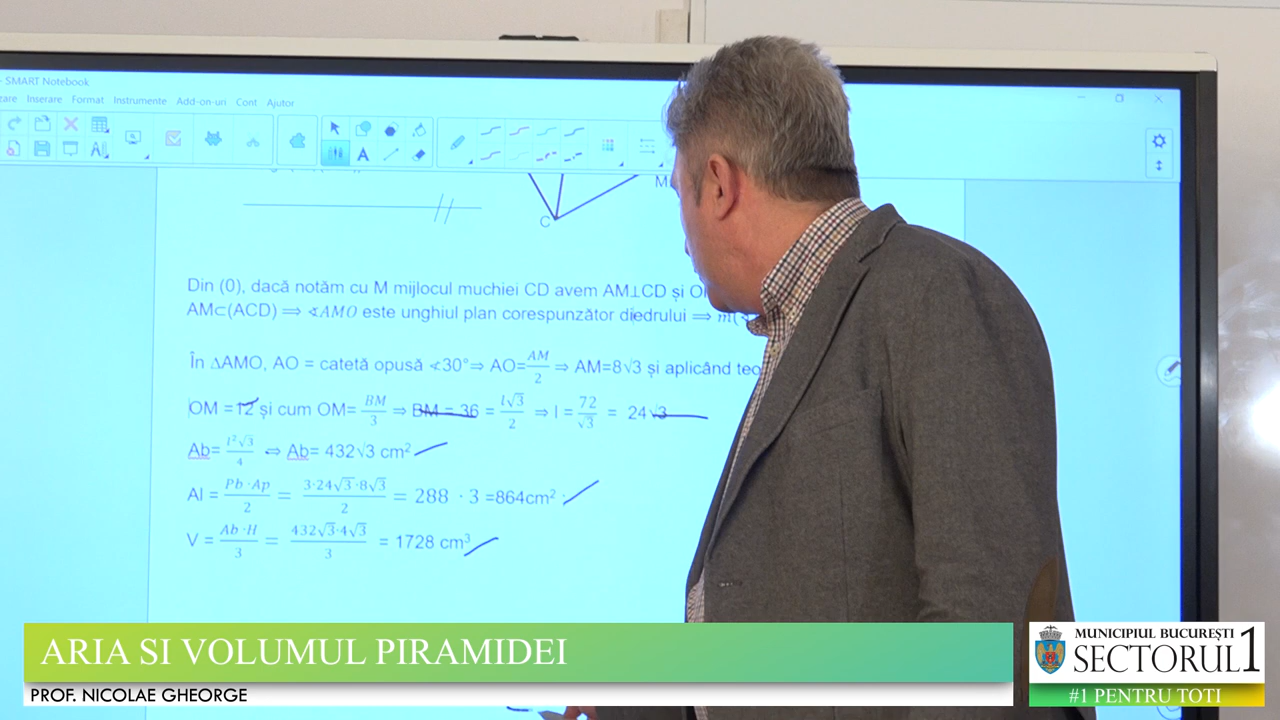 - SMART Notebook
Inserare Format Instrumente Add-on-uri Cont Ajutor
M
C
Din (0), dacă notăm cu M mijlocul muchiei CD avem AM⊥CD și
AM⊂(ACD) ⟹ ∢AMO este unghiul plan corespunzător diedrului ⟹
În ΔAMO, AO = catetă opusă ∢30°⇒ AO=AM/2 ⇒ AM=8√3 și aplicând
OM =12 și cum OM= BM/3 ⇒ BM = 36 = l√3/2 ⇒ l = 72/√3 = 24√3
Ab= l²√3/4 ⇔ Ab= 432√3 cm²
Al = Pb·Ap/2 = 3·24√3·8√3/2 = 288 · 3 =864cm²
V = Ab·H/3 = 432√3·4√3/3 = 1728 cm³
ARIA SI VOLUMUL PIRAMIDEI
PROF. NICOLAE GHEORGE
MUNICIPIUL BUCUREȘTI
SECTORUL 1
#1 PENTRU TOTI